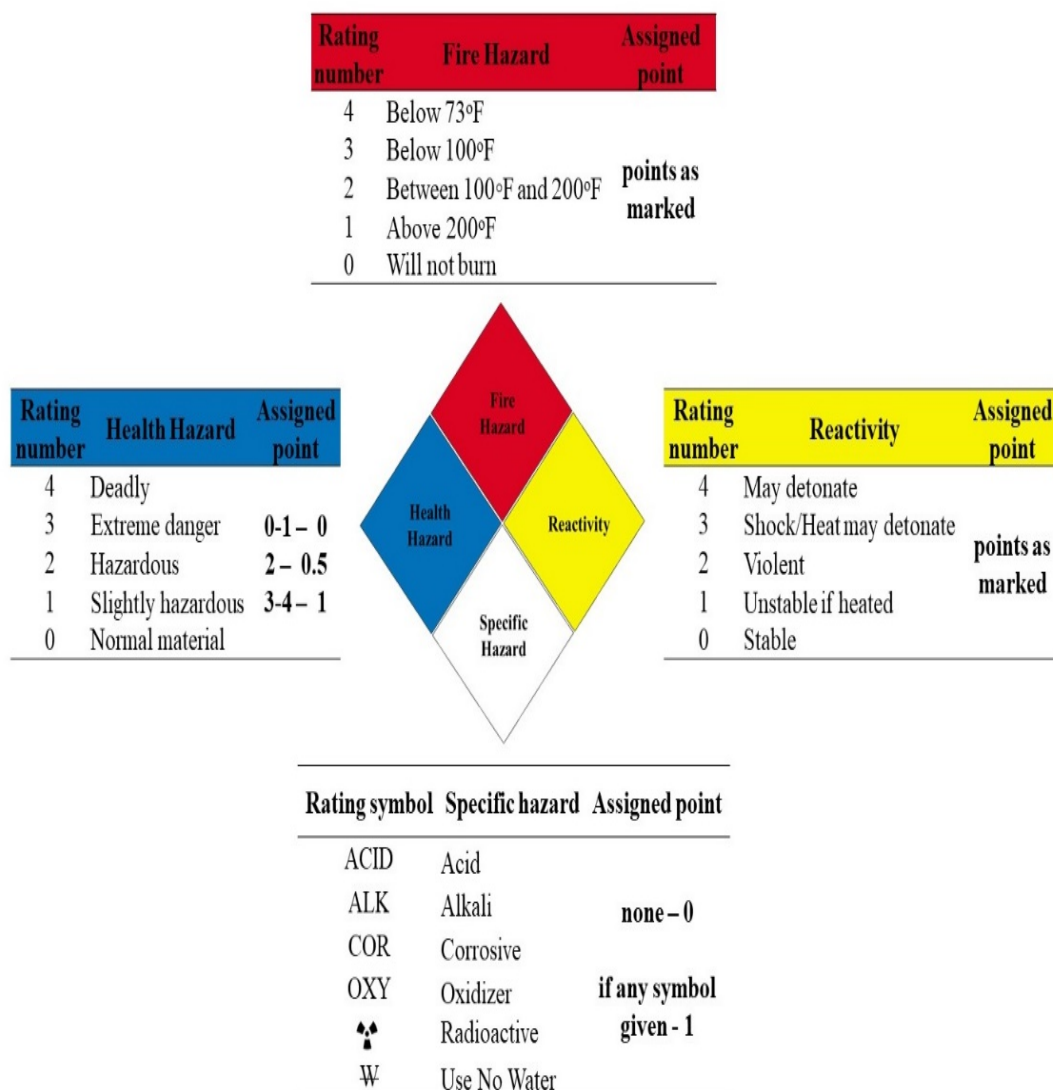 Rating number Fire Hazard Assigned point
4 Below 73ºF
3 Below 100ºF
2 Between 100◦F and 200ºF
1 Above 200ºF
0 Will not burn
points as marked
Fire Hazard
Health Hazard
Reactivity
Specific Hazard
Rating number Health Hazard Assigned point
4 Deadly
3 Extreme danger 0-1 – 0
2 Hazardous 2 – 0.5
1 Slightly hazardous 3-4 – 1
0 Normal material
Rating number Reactivity Assigned point
4 May detonate
3 Shock/Heat may detonate
2 Violent
1 Unstable if heated
0 Stable
points as marked
Rating symbol Specific hazard Assigned point
ACID Acid
ALK Alkali
COR Corrosive
OXY Oxidizer
Radioactive
W Use No Water
none – 0
if any symbol given - 1